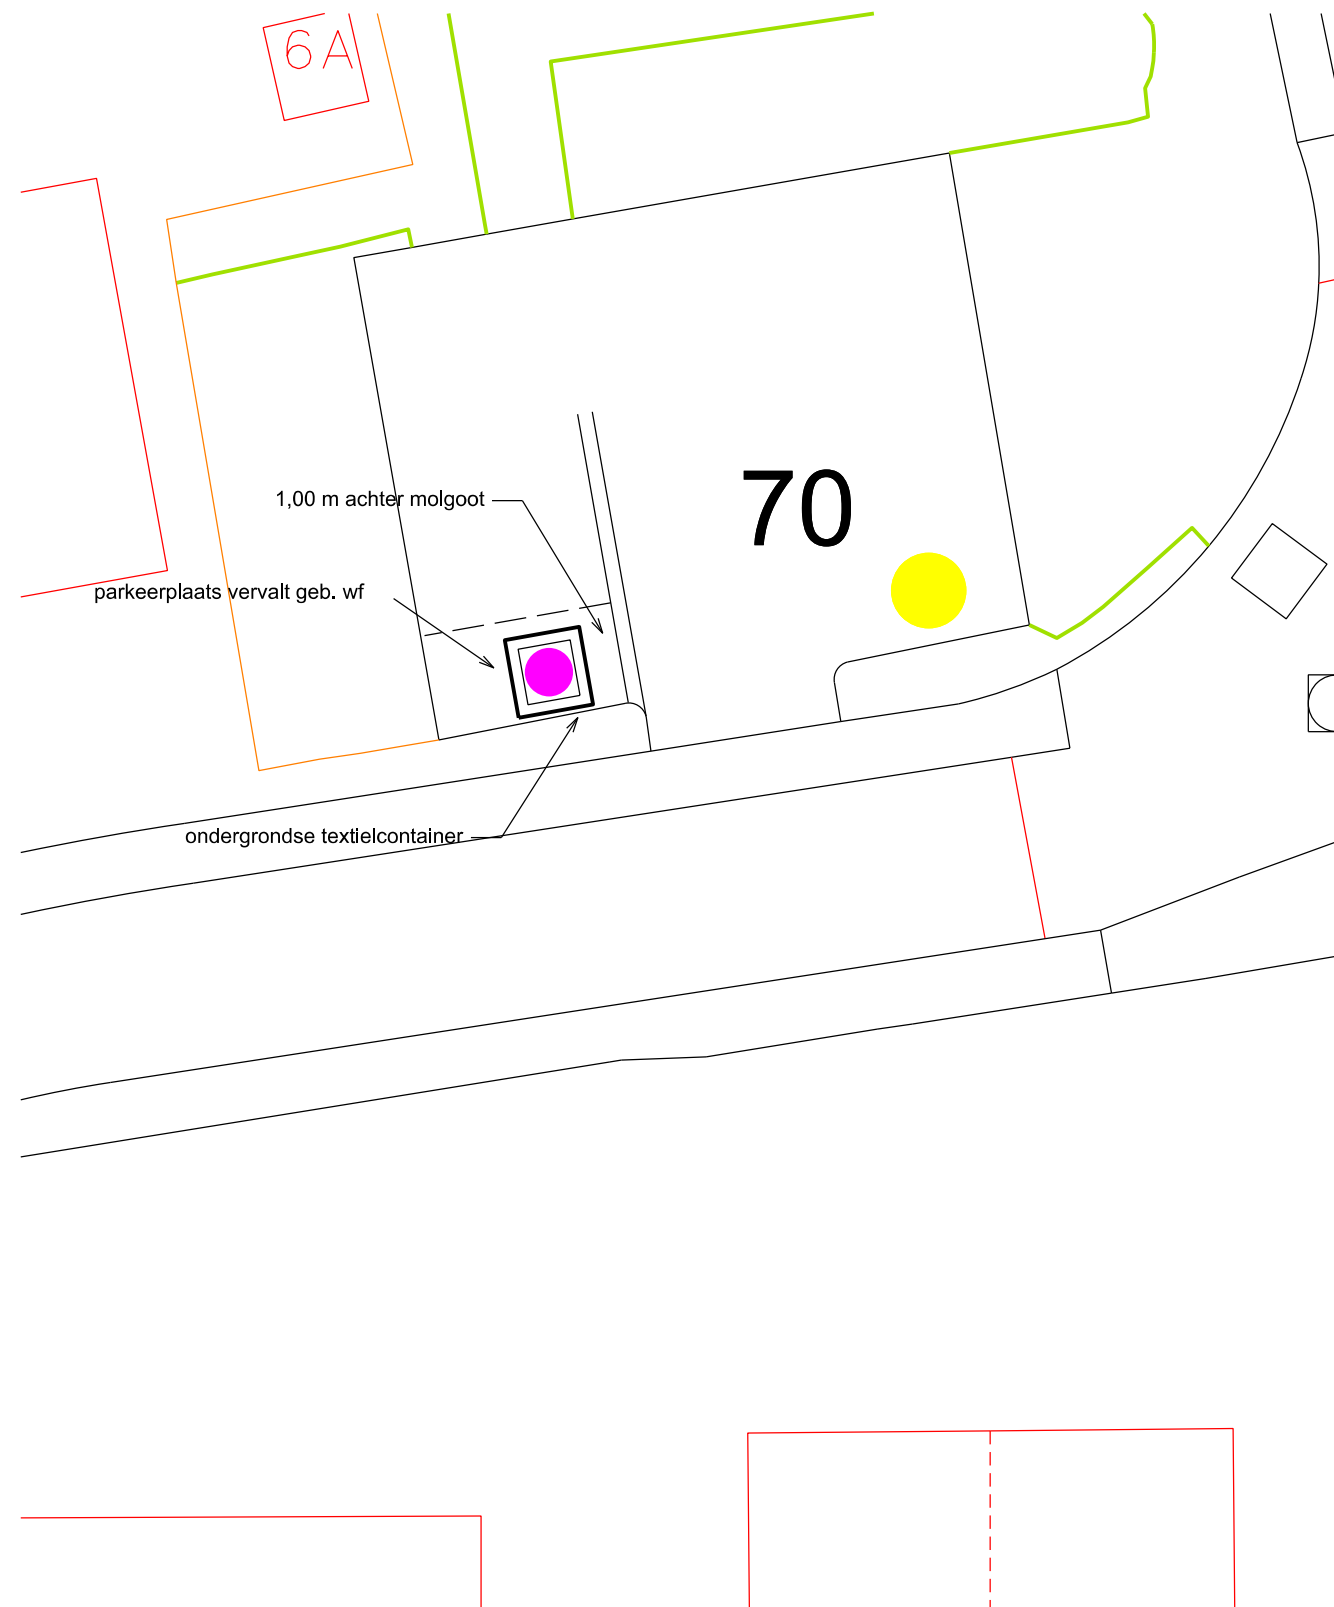 6A
70
1,00 m achter molgoot
parkeerplaats vervalt geb. wf
ondergrondse textielcontainer